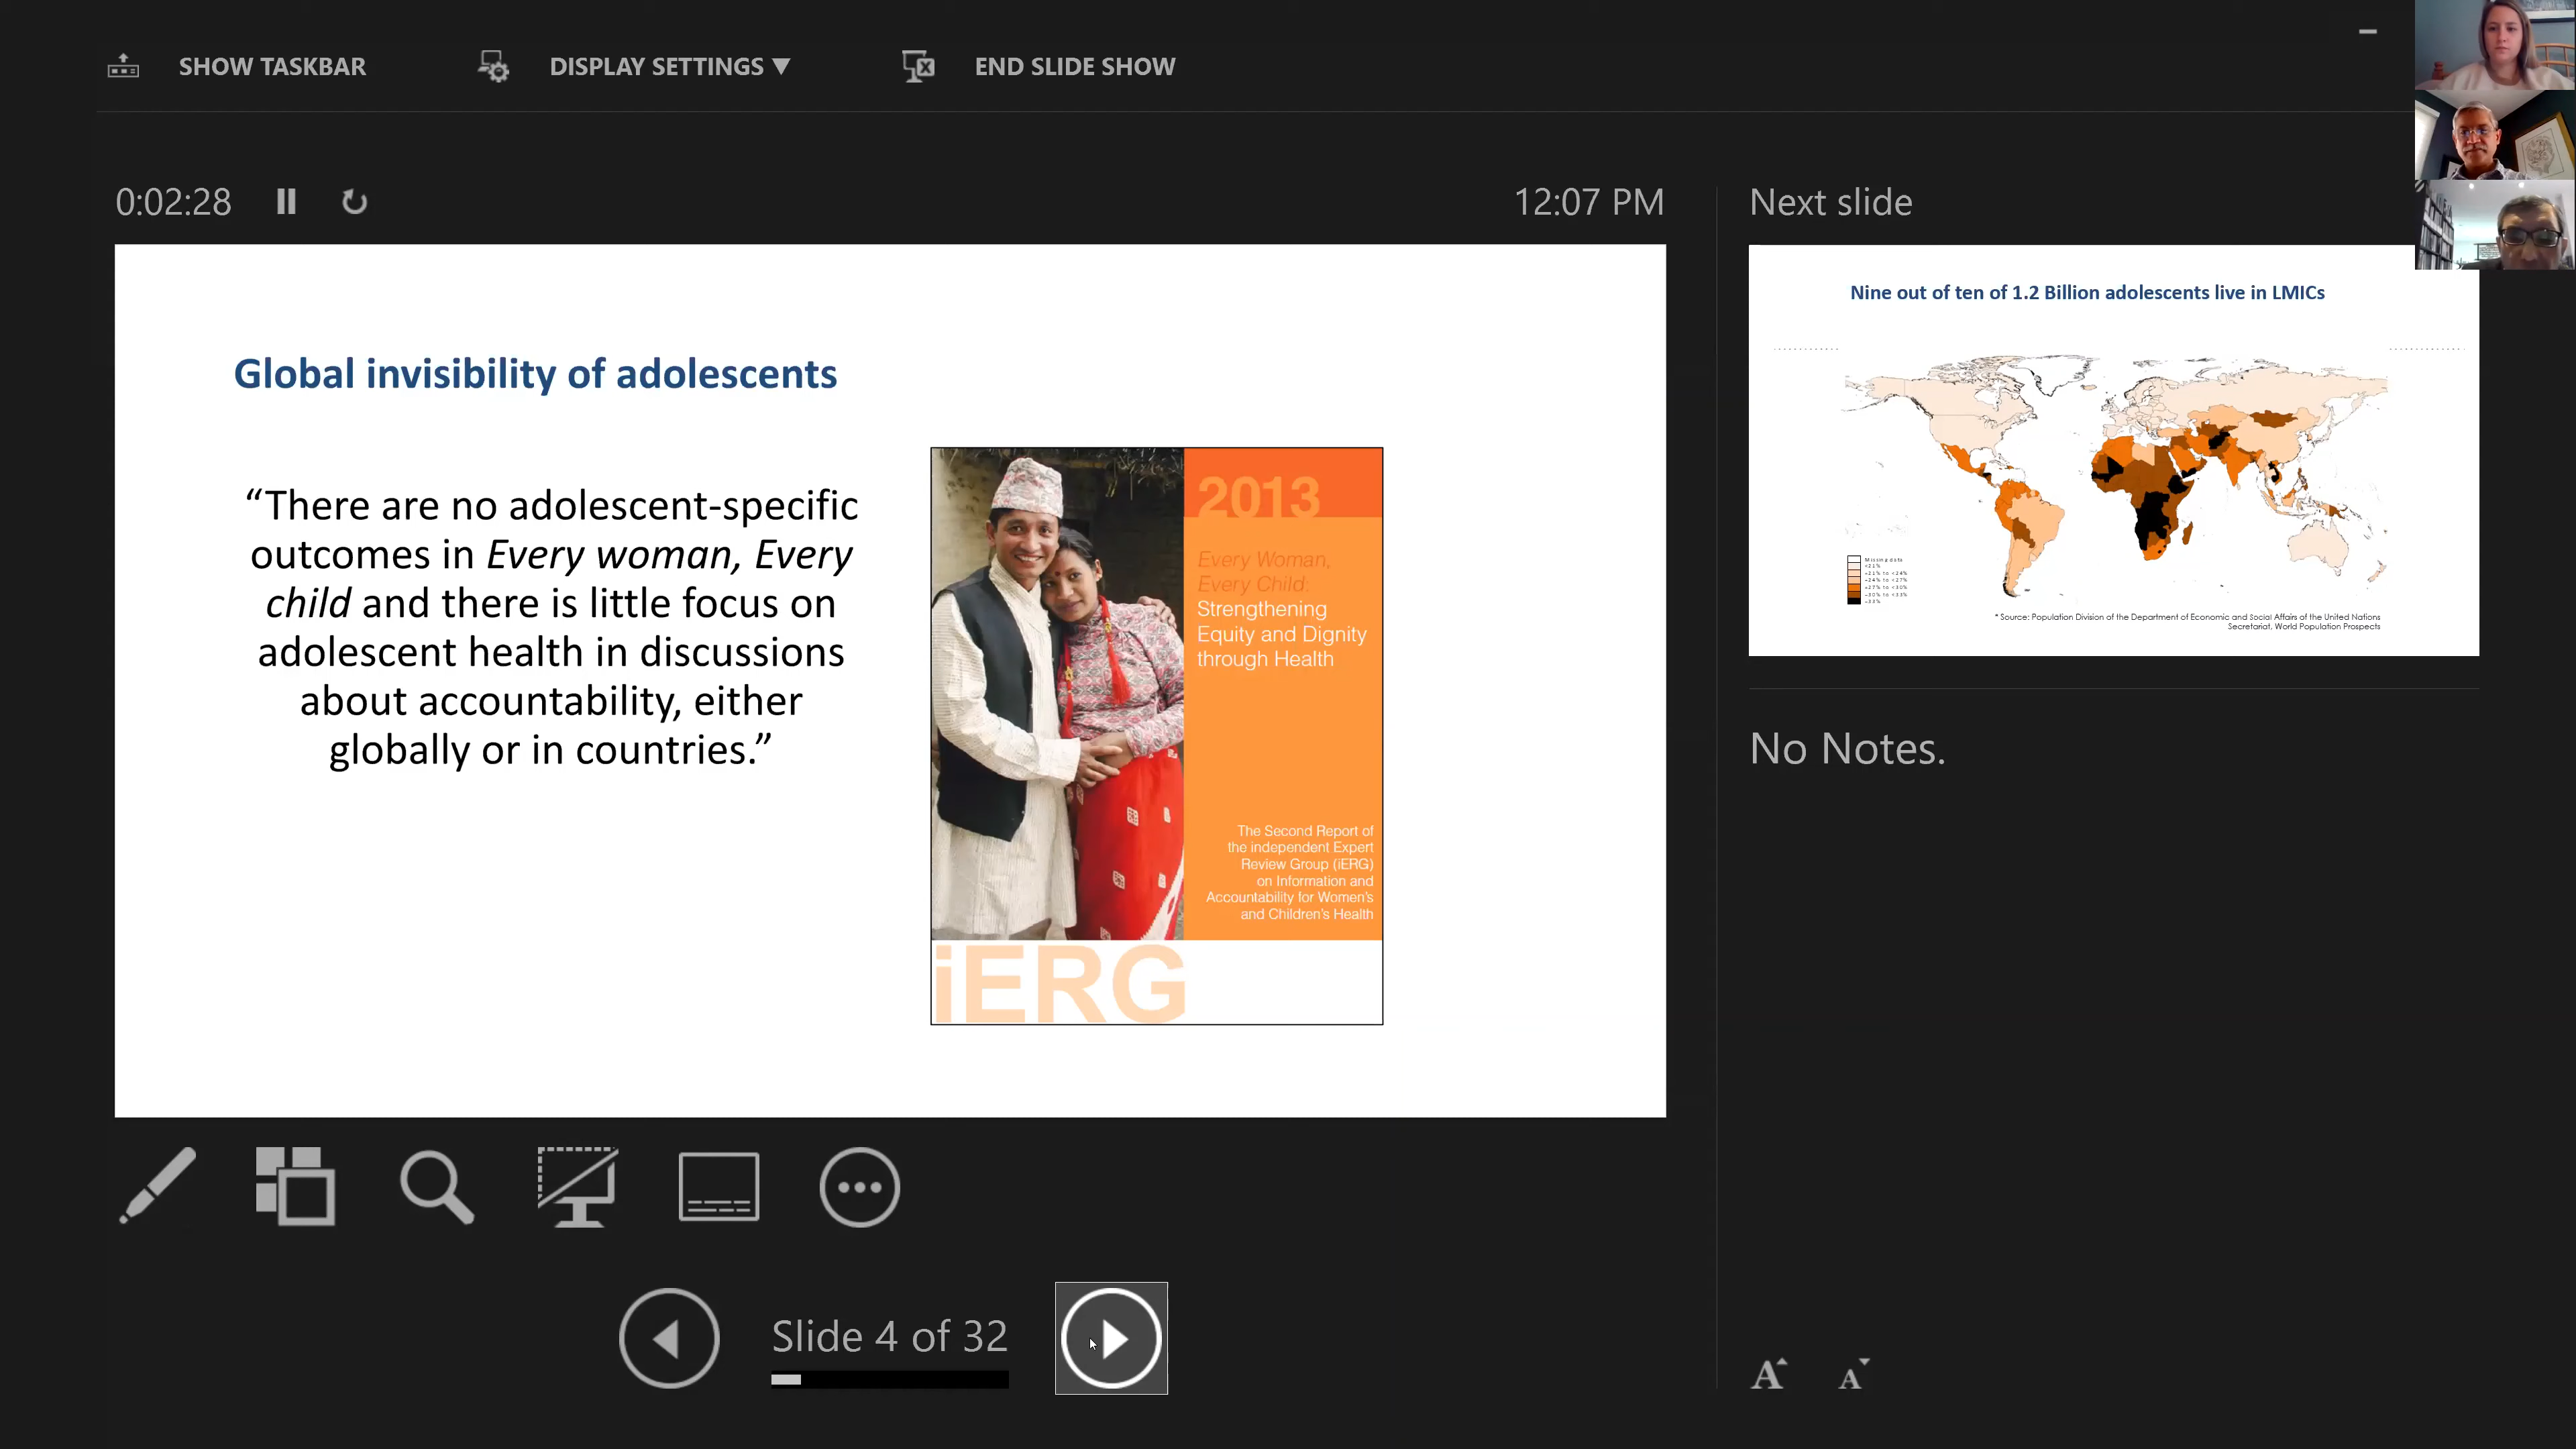 SHOW TASKBAR
DISPLAY SETTINGS ▼
END SLIDE SHOW
0:02:28
12:07 PM
Global invisibility of adolescents
“There are no adolescent-specific
outcomes in Every woman, Every
child and there is little focus on
adolescent health in discussions
about accountability, either
globally or in countries.”
2013
Every Woman,
Every Child:
Strengthening
Equity and Dignity
through Health
The Second Report of
the independent Expert
Review Group (iERG)
on Information and
Accountability for Women's
and Children's Health
iERG
Next slide
Nine out of ten of 1.2 Billion adolescents live in LMICs
Missing data
* Source: Population Division of the Department of Economic and Social Affairs of the United Nations
Secretariat, World Population Prospects
No Notes.
Slide 4 of 32
A A